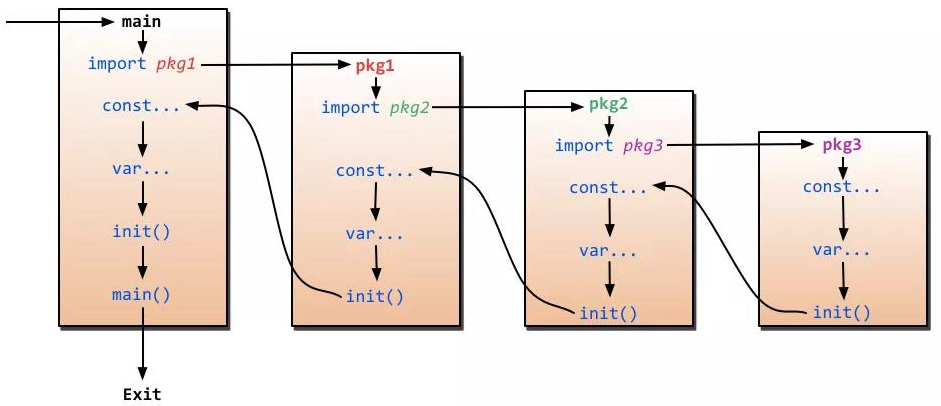 main
import pkg1
const...
var...
init()
main()
Exit
pkg1
import pkg2
const...
var...
init()
pkg2
import pkg3
const...
var...
init()
pkg3
const...
var...
init()